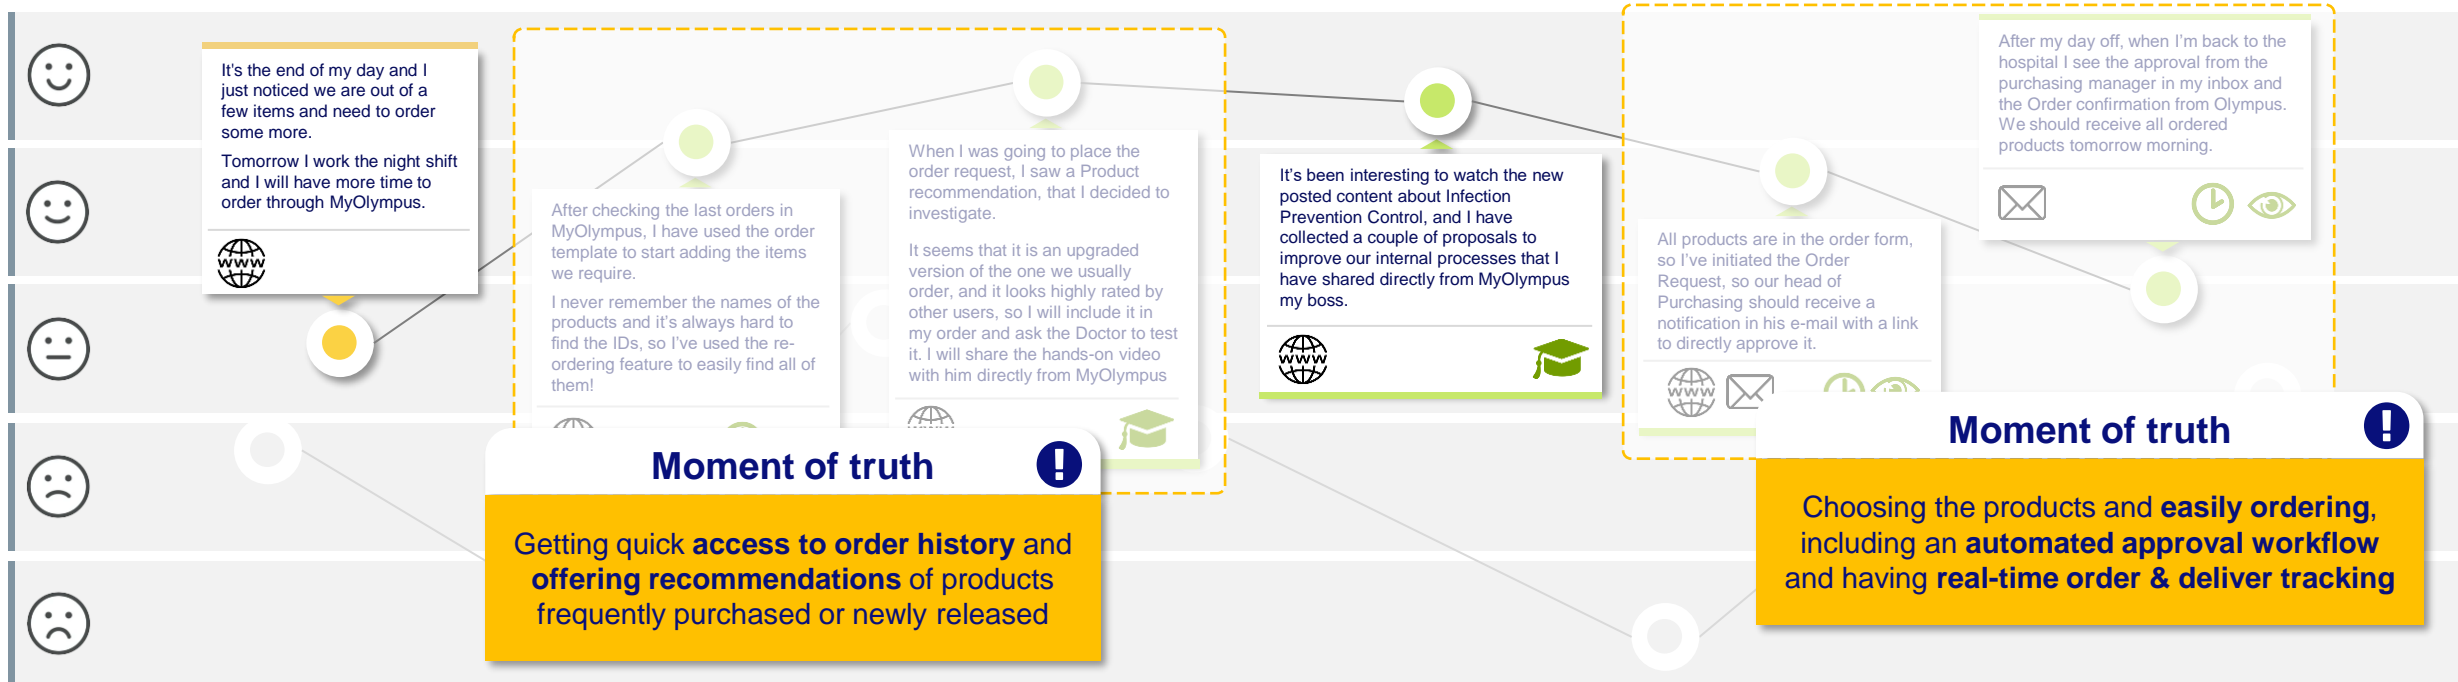 It's the end of my day and I
just noticed we are out of a
few items and need to order
some more.
Tomorrow I work the night shift
and I will have more time to
order through MyOlympus.
WWW
After checking the last orders in
MyOlympus, I have used the order
template to start adding the items
we require.
I never remember the names of the
products and it's always hard to
find the IDs, so I've used the re-
ordering feature to easily find all of
them!
When I was going to place the
order request, I saw a Product
recommendation, that I decided to
investigate.
It seems that it is an upgraded
version of the one we usually
order, and it looks highly rated by
other users, so I will include it in
my order and ask the Doctor to test
it. I will share the hands-on video
with him directly from MyOlympus
Moment of truth
Getting quick access to order history and
offering recommendations of products
frequently purchased or newly released
It's been interesting to watch the new
posted content about Infection
Prevention Control, and I have
collected a couple of proposals to
improve our internal processes that I
have shared directly from MyOlympus
my boss.
WWW
All products are in the order form,
so I've initiated the Order
Request, so our head of
Purchasing should receive a
notification in his e-mail with a link
to directly approve it.
WWW
After my day off, when I'm back to the
hospital I see the approval from the
purchasing manager in my inbox and
the Order confirmation from Olympus.
We should receive all ordered
products tomorrow morning.
Moment of truth
Choosing the products and easily ordering,
including an automated approval workflow
and having real-time order & deliver tracking